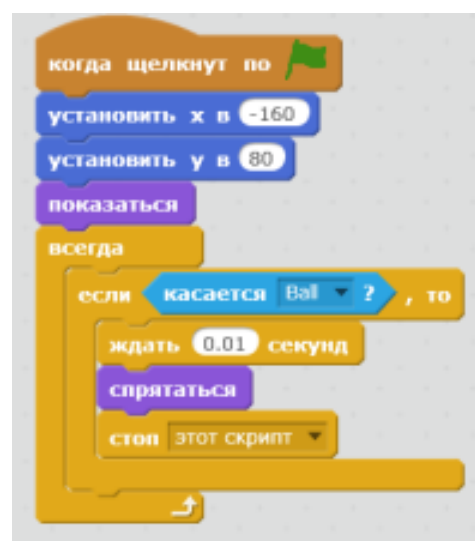 когда щелкнут по
установить x в -160
установить y в 80
показаться
всегда
если касается Ball ? , то
ждать 0.01 секунд
спрятаться
стоп этот скрипт